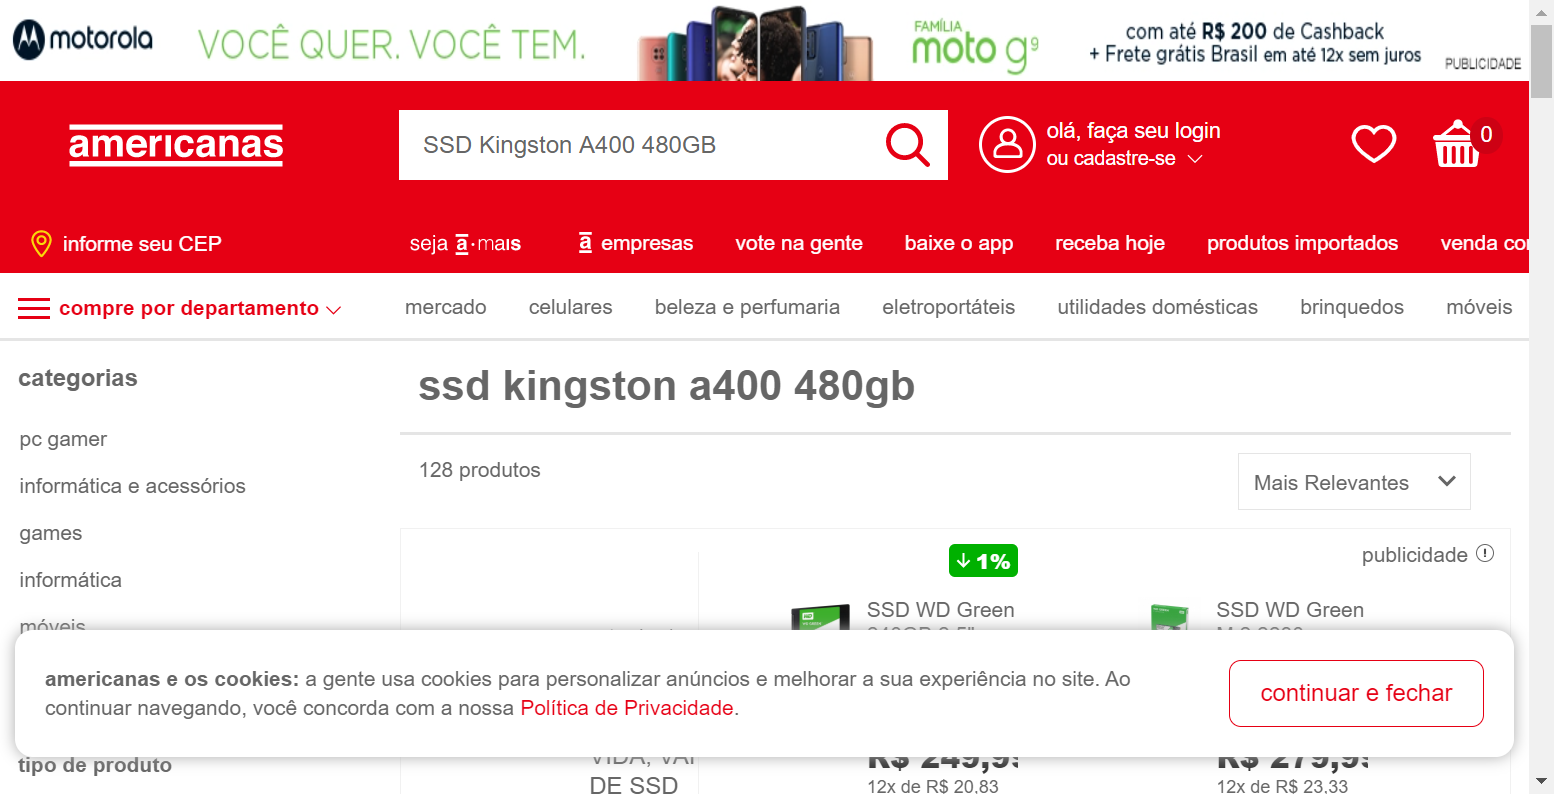 motorola
VOCÊ QUER. VOCÊ TEM.
FAMÍLIA
moto g9
com até R$ 200 de Cashback
+ Frete grátis Brasil em até 12x sem juros
PUBLICIDADE
americanas
SSD Kingston A400 480GB
olá, faça seu login
ou cadastre-se
0
informe seu CEP
seja a·mais
a empresas
vote na gente
baixe o app
receba hoje
produtos importados
venda co
compre por departamento
mercado
celulares
beleza e perfumaria
eletroportáteis
utilidades domésticas
brinquedos
móveis
categorias
ssd kingston a400 480gb
pc gamer
informática e acessórios
games
informática
móveis
128 produtos
Mais Relevantes
publicidade
1%
SSD WD Green
SSD WD Green
americanas e os cookies: a gente usa cookies para personalizar anúncios e melhorar a sua experiência no site. Ao
continuar navegando, você concorda com a nossa Política de Privacidade.
continuar e fechar
tipo de produto
VIDA, VAI
DE SSD
R$ 249,9
12x de R$ 20,83
R$ 279,9
12x de R$ 23,33